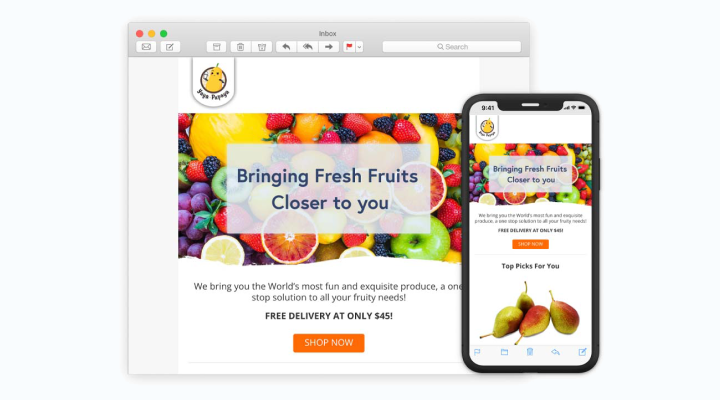 Inbox
Search
Yoyo Papaya
Bringing Fresh Fruits
Closer to you
We bring you the World's most fun and exquisite produce, a one
stop solution to all your fruity needs!
FREE DELIVERY AT ONLY $45!
SHOP NOW
9:41
Bringing Fresh Fruits
Closer to you
We bring you the World's most fun and exquisite
produce, a one stop solution to all your fruity needs!
FREE DELIVERY AT ONLY $45!
SHOP NOW
Top Picks For You